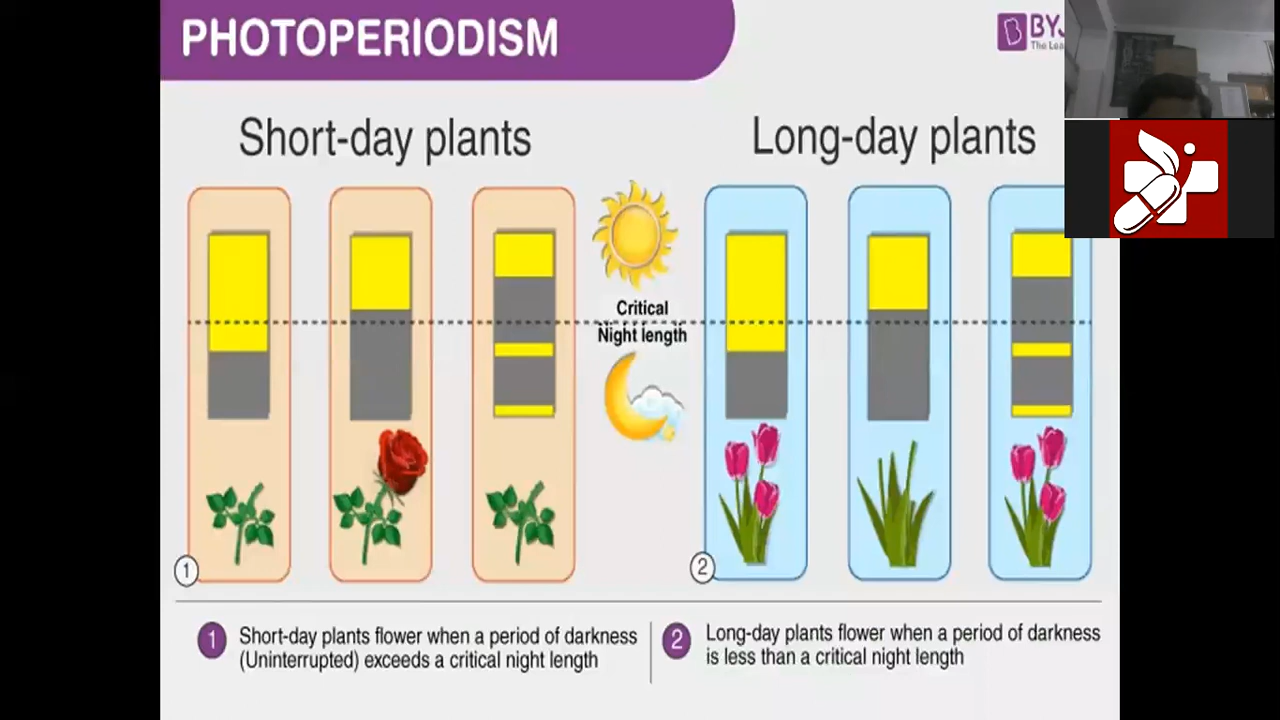 PHOTOPERIODISM
Short-day plants
Long-day plants
Critical
Night length
1
2
1 Short-day plants flower when a period of darkness
(Uninterrupted) exceeds a critical night length
2 Long-day plants flower when a period of darkness
is less than a critical night length